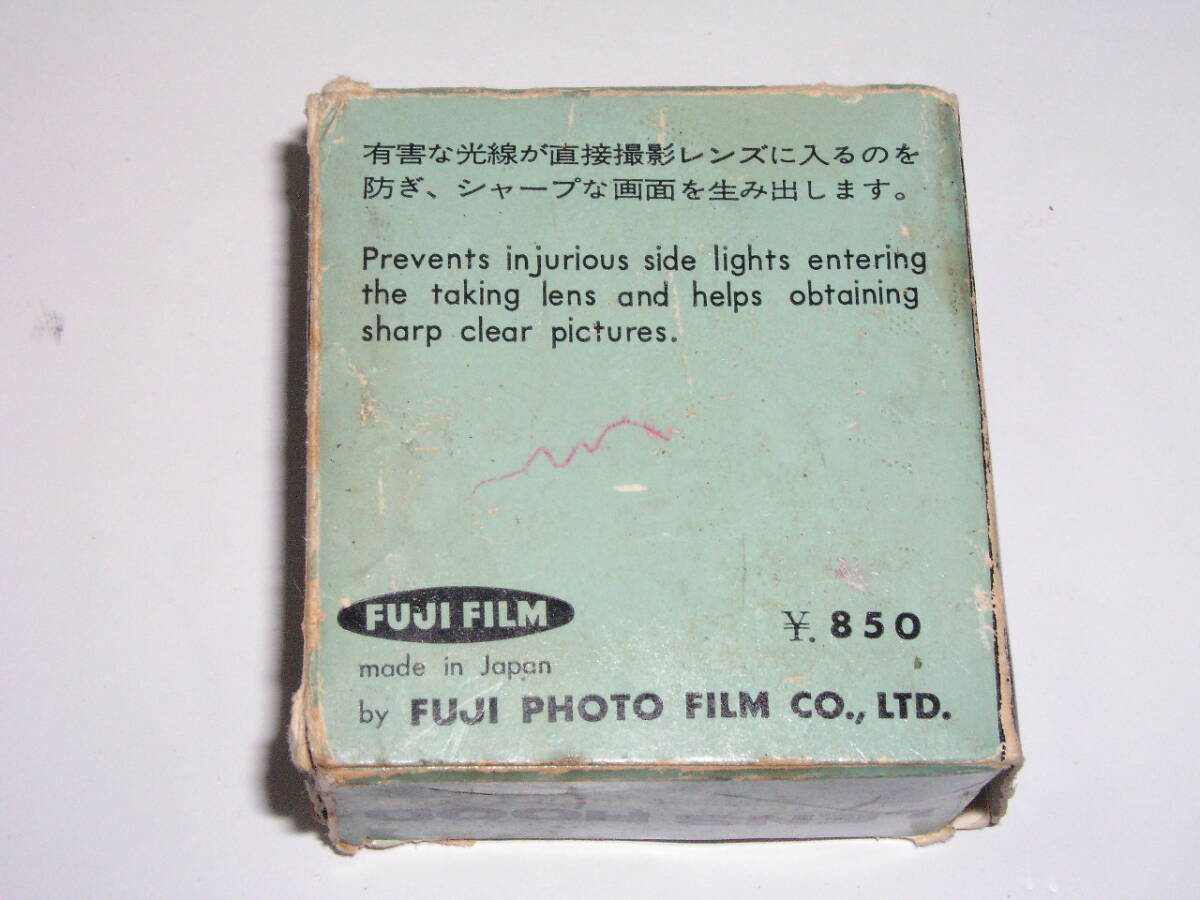 有害な光線が直接撮影レンズに入るのを
防ぎ、シャープな画面を生み出します。
Prevents injurious side lights entering
the taking lens and helps obtaining
sharp clear pictures.
FUJI FILM
¥. 850
made in Japan
by FUJI PHOTO FILM CO., LTD.
LENS HOOD